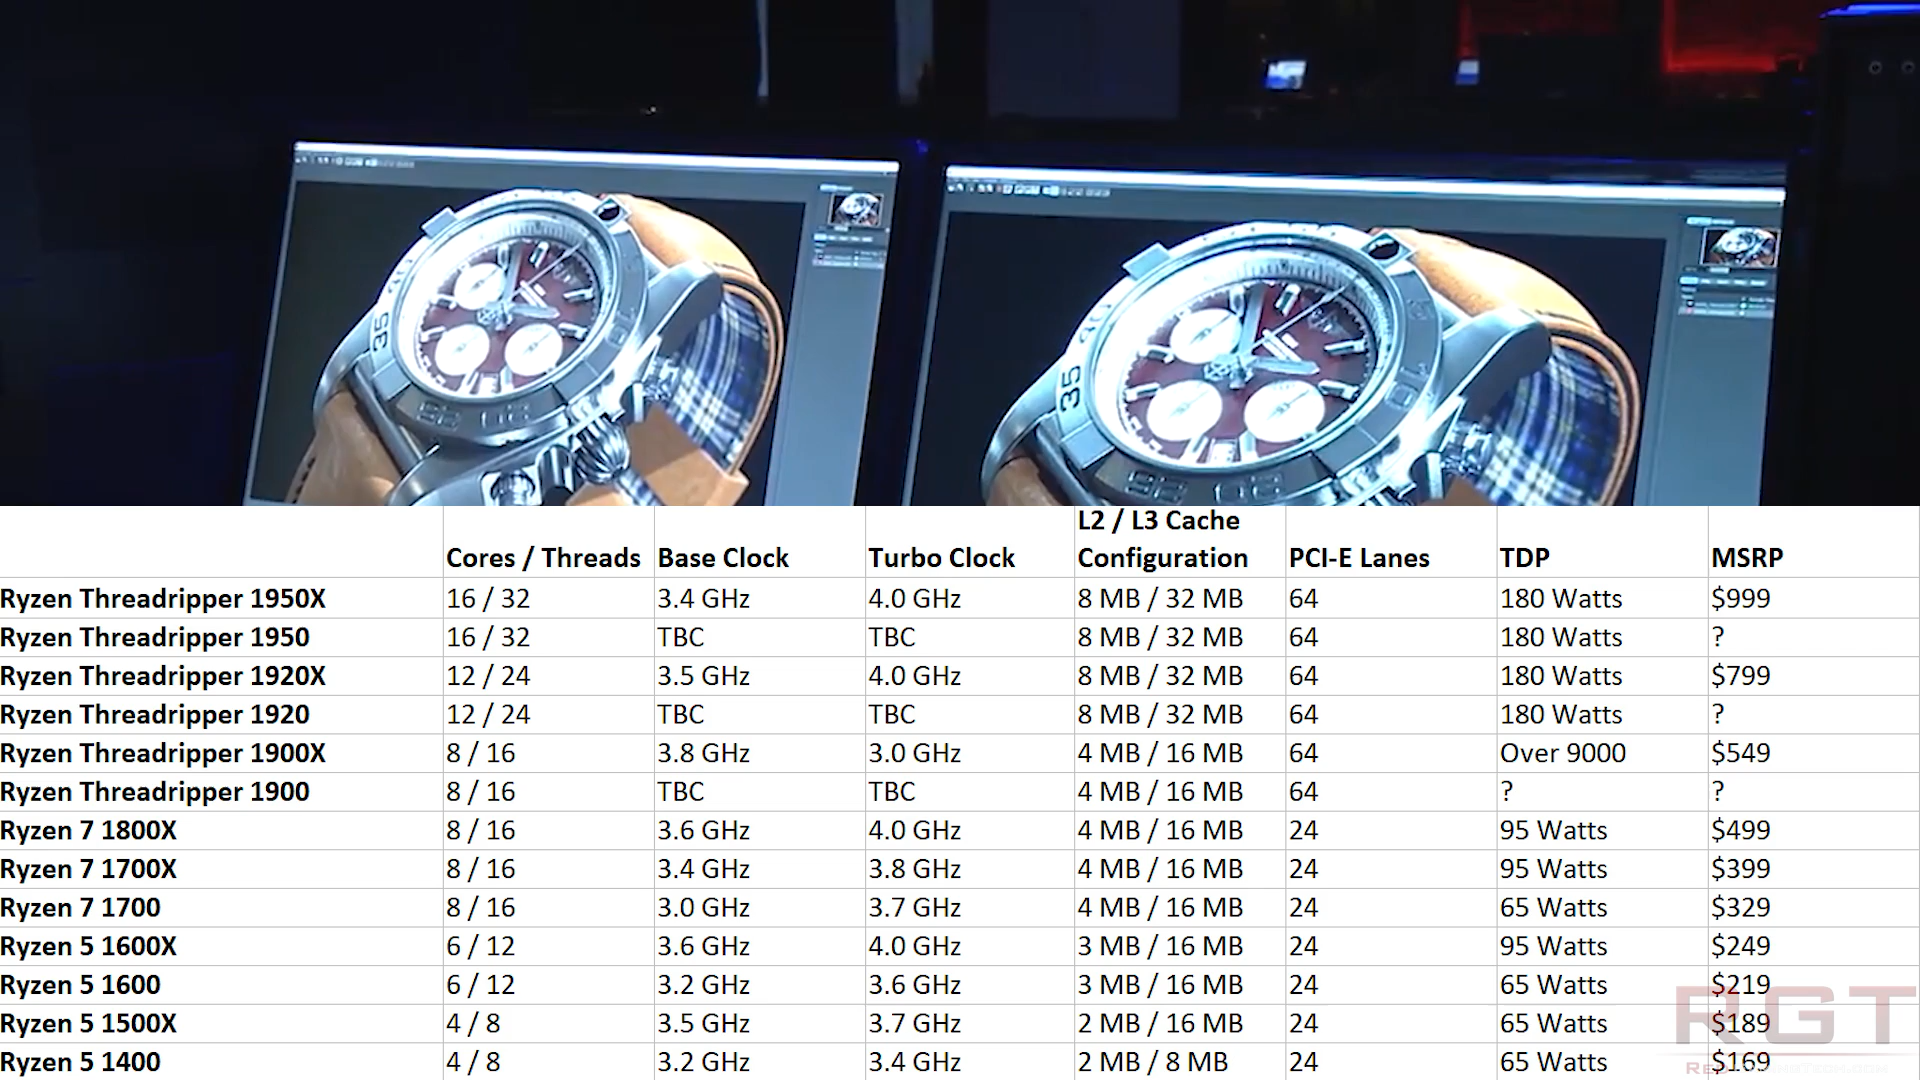 35
35
L2 / L3 Cache
Cores / Threads Base Clock Turbo Clock Configuration PCI-E Lanes TDP MSRP
Ryzen Threadripper 1950X 16 / 32 3.4 GHz 4.0 GHz 8 MB / 32 MB 64 180 Watts $999
Ryzen Threadripper 1950 16 / 32 TBC TBC 8 MB / 32 MB 64 180 Watts ?
Ryzen Threadripper 1920X 12 / 24 3.5 GHz 4.0 GHz 8 MB / 32 MB 64 180 Watts $799
Ryzen Threadripper 1920 12 / 24 TBC TBC 8 MB / 32 MB 64 180 Watts ?
Ryzen Threadripper 1900X 8 / 16 3.8 GHz 3.0 GHz 4 MB / 16 MB 64 Over 9000 $549
Ryzen Threadripper 1900 8 / 16 TBC TBC 4 MB / 16 MB 64 ? ?
Ryzen 7 1800X 8 / 16 3.6 GHz 4.0 GHz 4 MB / 16 MB 24 95 Watts $499
Ryzen 7 1700X 8 / 16 3.4 GHz 3.8 GHz 4 MB / 16 MB 24 95 Watts $399
Ryzen 7 1700 8 / 16 3.0 GHz 3.7 GHz 4 MB / 16 MB 24 65 Watts $329
Ryzen 5 1600X 6 / 12 3.6 GHz 4.0 GHz 3 MB / 16 MB 24 95 Watts $249
Ryzen 5 1600 6 / 12 3.2 GHz 3.6 GHz 3 MB / 16 MB 24 65 Watts $219
Ryzen 5 1500X 4 / 8 3.5 GHz 3.7 GHz 2 MB / 16 MB 24 65 Watts $189
Ryzen 5 1400 4 / 8 3.2 GHz 3.4 GHz 2 MB / 8 MB 24 65 Watts $169
RGT